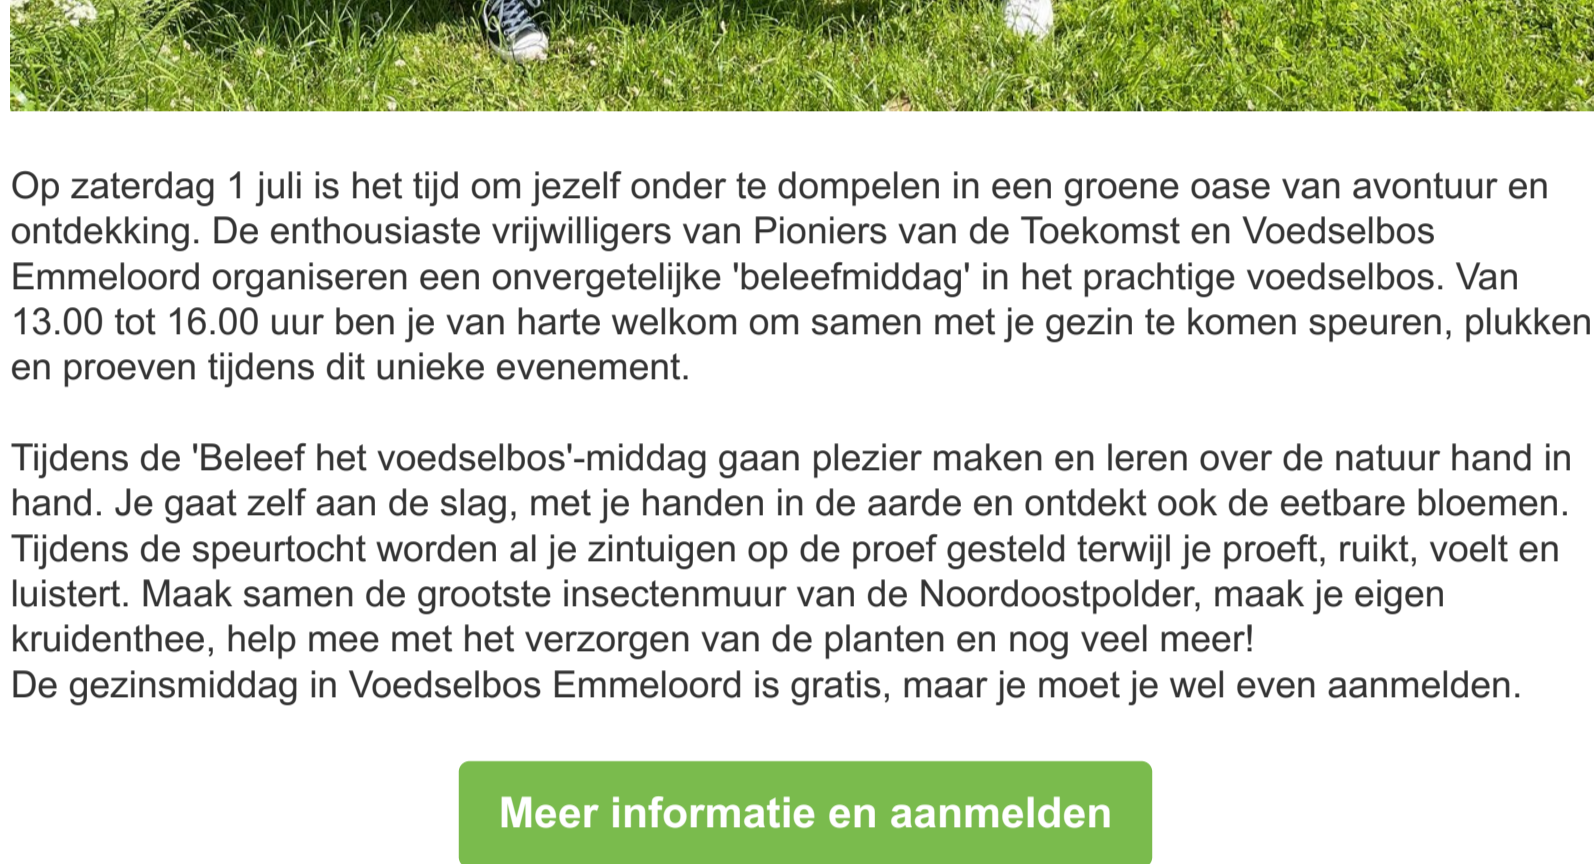 Op zaterdag 1 juli is het tijd om jezelf onder te dompelen in een groene oase van avontuur en
ontdekking. De enthousiaste vrijwilligers van Pioniers van de Toekomst en Voedselbos
Emmeloord organiseren een onvergetelijke 'beleefmiddag' in het prachtige voedselbos. Van
13.00 tot 16.00 uur ben je van harte welkom om samen met je gezin te komen speuren, plukken
en proeven tijdens dit unieke evenement.
Tijdens de 'Beleef het voedselbos'-middag gaan plezier maken en leren over de natuur hand in
hand. Je gaat zelf aan de slag, met je handen in de aarde en ontdekt ook de eetbare bloemen.
Tijdens de speurtocht worden al je zintuigen op de proef gesteld terwijl je proeft, ruikt, voelt en
luistert. Maak samen de grootste insectenmuur van de Noordoostpolder, maak je eigen
kruidenthee, help mee met het verzorgen van de planten en nog veel meer!
De gezinsmiddag in Voedselbos Emmeloord is gratis, maar je moet je wel even aanmelden.
Meer informatie en aanmelden